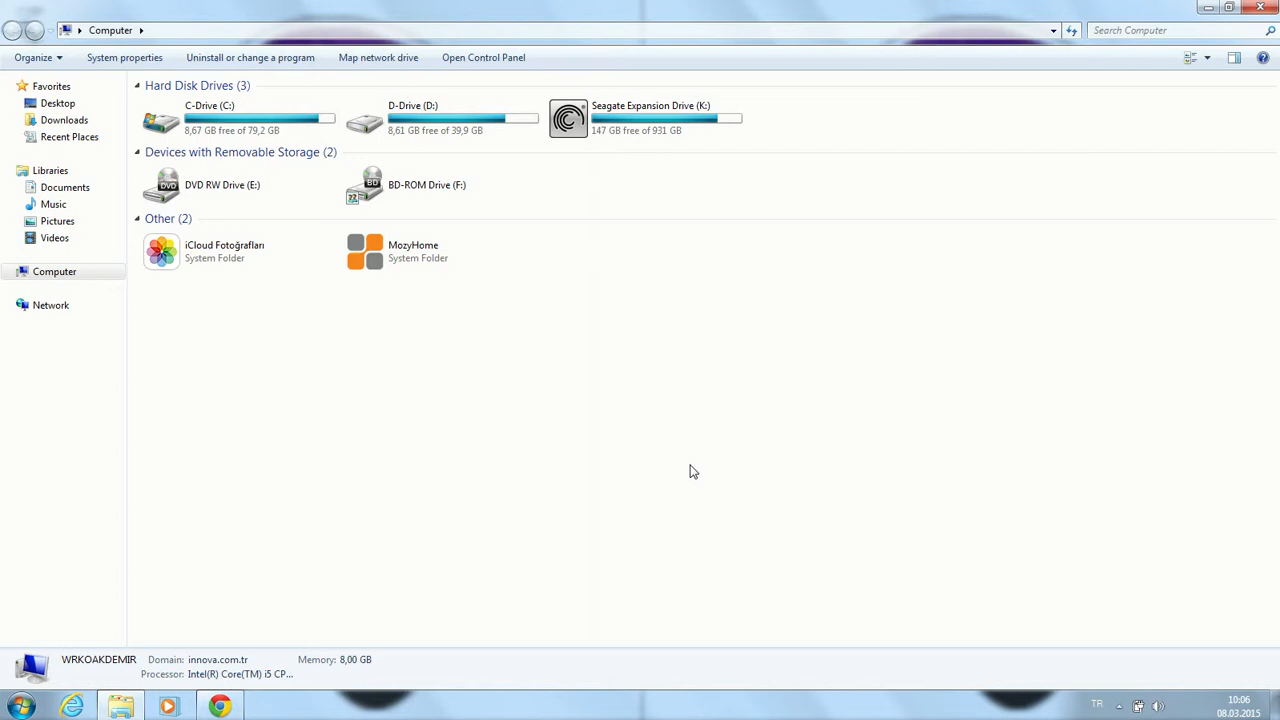 Computer
Search Computer
Organize
System properties
Uninstall or change a program
Map network drive
Open Control Panel
Favorites
Desktop
Downloads
Recent Places
Libraries
Documents
Music
Pictures
Videos
Computer
Network
Hard Disk Drives (3)
C-Drive (C:)
8,67 GB free of 79,2 GB
D-Drive (D:)
8,61 GB free of 39,9 GB
Seagate Expansion Drive (K:)
147 GB free of 931 GB
Devices with Removable Storage (2)
DVD
DVD RW Drive (E:)
BD
BD-ROM Drive (F:)
Other (2)
iCloud Fotoğrafları
System Folder
MozyHome
System Folder
WRKOAKDEMIR
Domain: innova.com.tr
Memory: 8,00 GB
Processor: Intel(R) Core(TM) i5 CP...
TR
10:06
08.03.2015